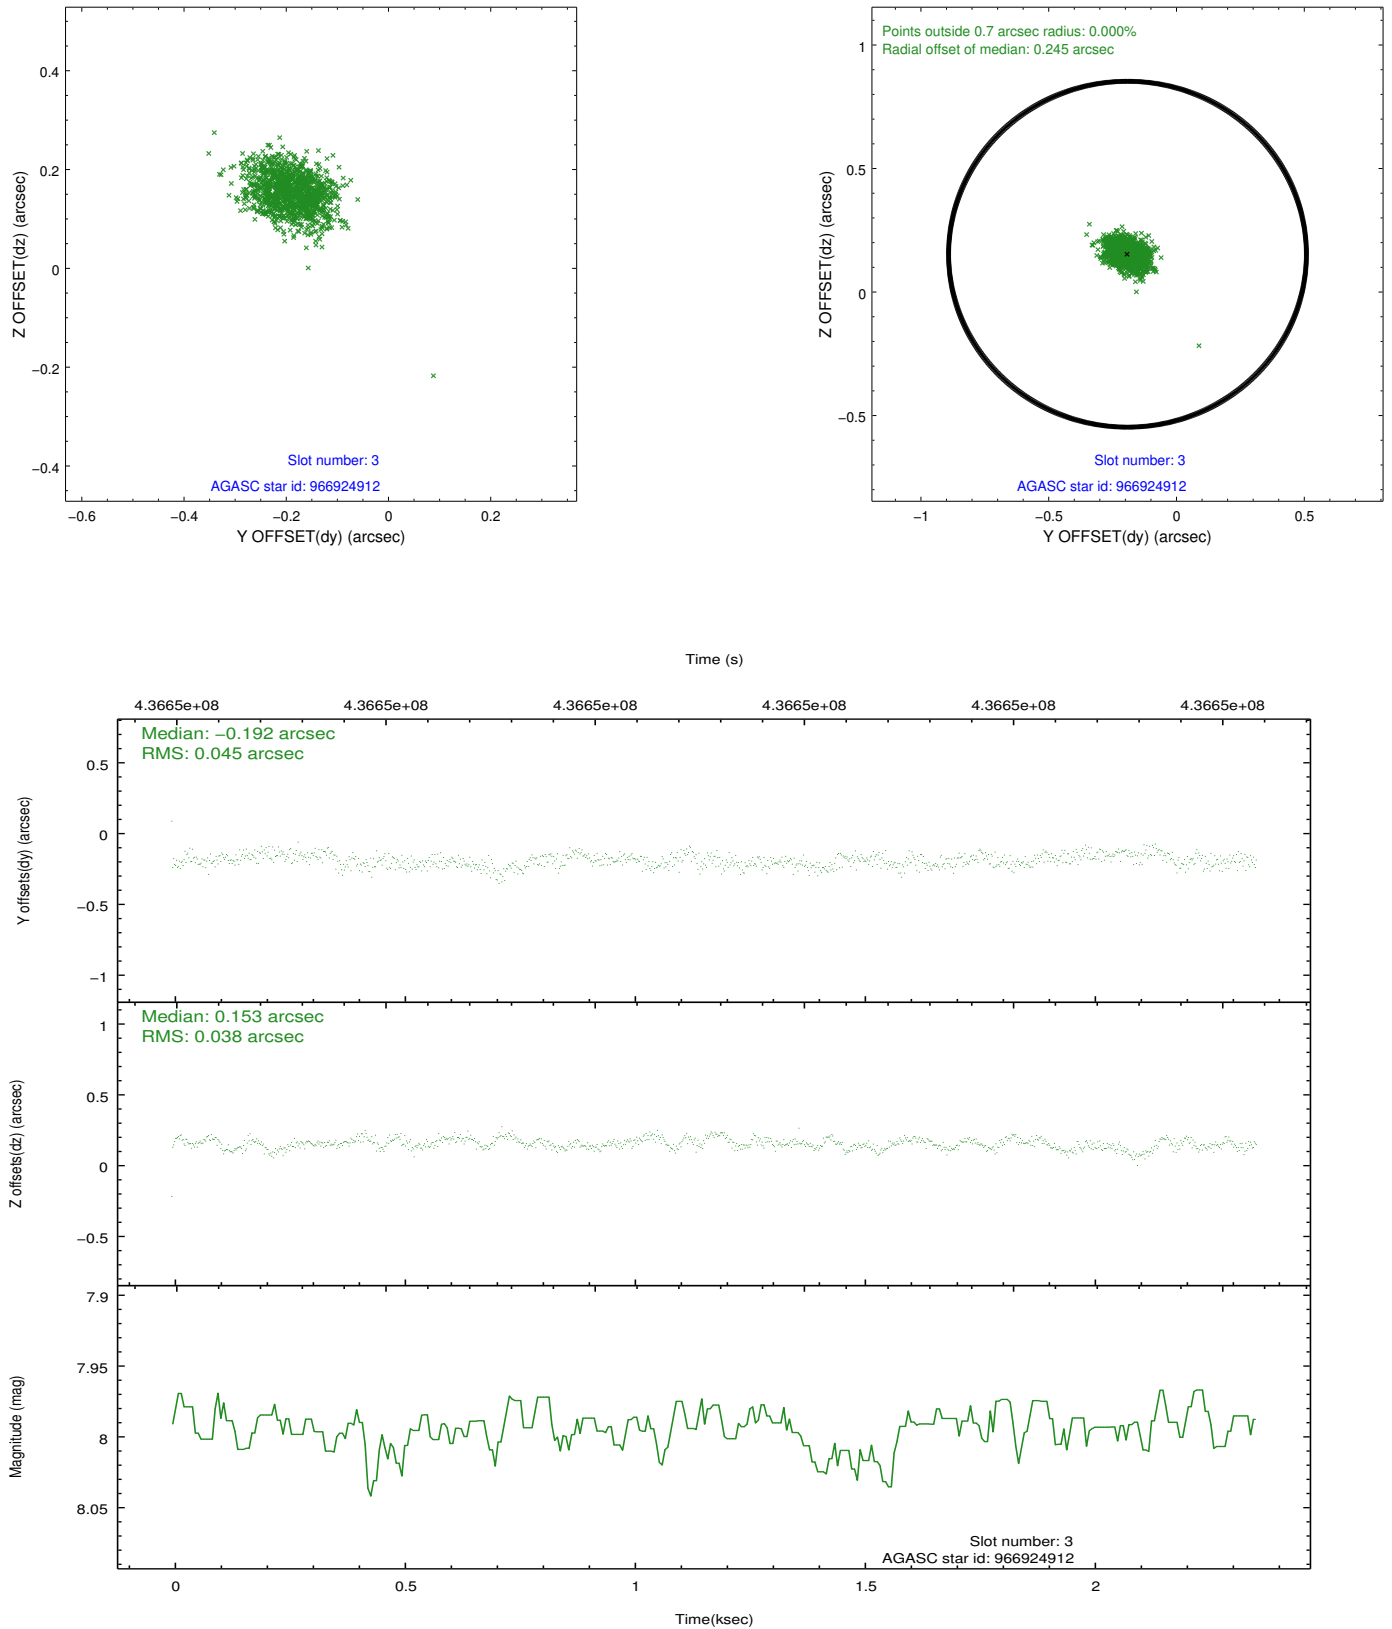 0.4
0.2
0
−0.2
−0.4
Z OFFSET(dz) (arcsec)
Slot number: 3
AGASC star id: 966924912
−0.6
−0.4
−0.2
0
0.2
Y OFFSET(dy) (arcsec)
Points outside 0.7 arcsec radius: 0.000%
Radial offset of median: 0.245 arcsec
1
0.5
0
−0.5
Z OFFSET(dz) (arcsec)
Slot number: 3
AGASC star id: 966924912
−1
−0.5
0
0.5
Y OFFSET(dy) (arcsec)
Time (s)
4.3665e+08
4.3665e+08
4.3665e+08
4.3665e+08
4.3665e+08
4.3665e+08
Median: −0.192 arcsec
RMS: 0.045 arcsec
0.5
0
−0.5
−1
Y offsets(dy) (arcsec)
Median: 0.153 arcsec
RMS: 0.038 arcsec
1
0.5
0
−0.5
Z offsets(dz) (arcsec)
7.9
7.95
8
8.05
Magnitude (mag)
Slot number: 3
AGASC star id: 966924912
0
0.5
1
1.5
2
Time(ksec)